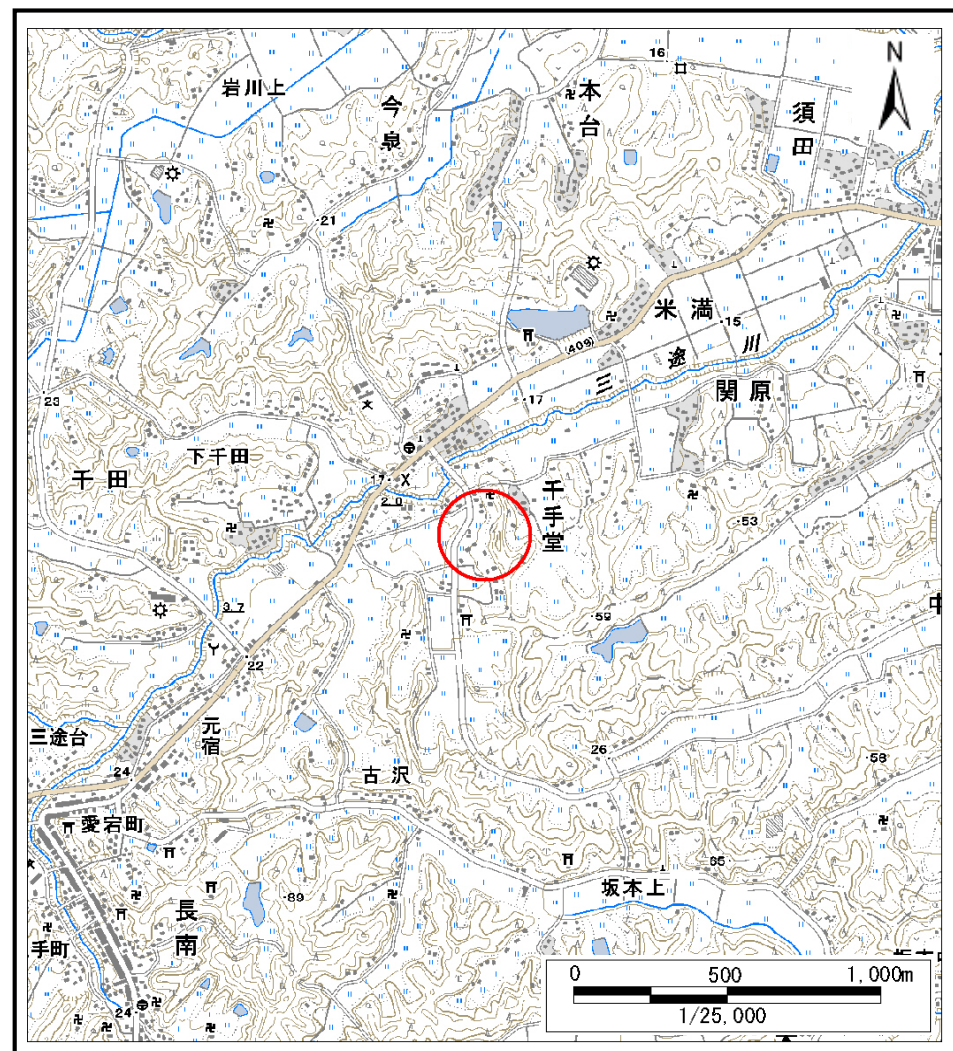 16
N
岩川上
今泉
本台
須田
21
米満
15
(409)
三途川
関原
23
17
下千田
千田
17
2.0
千手堂
53
59
3.7
22
中
三途台
元宿
26
58
24
古沢
愛宕町
65
坂本上
89
長南
手町
24
0 500 1,000m
1/25,000